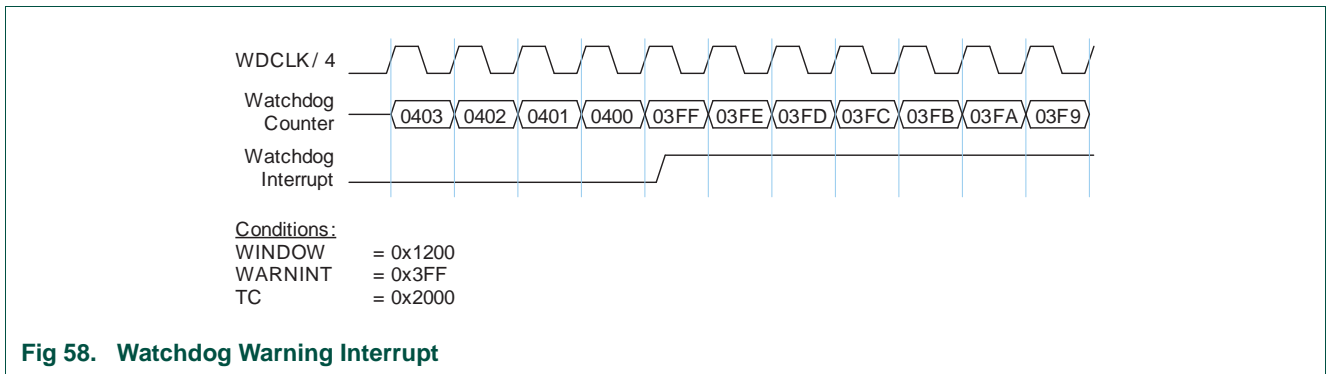 WDCLK / 4
Watchdog
Counter
0403 0402 0401 0400 03FF 03FE 03FD 03FC 03FB 03FA 03F9
Watchdog
Interrupt
Conditions:
WINDOW = 0x1200
WARNINT = 0x3FF
TC = 0x2000
Fig 58. Watchdog Warning Interrupt